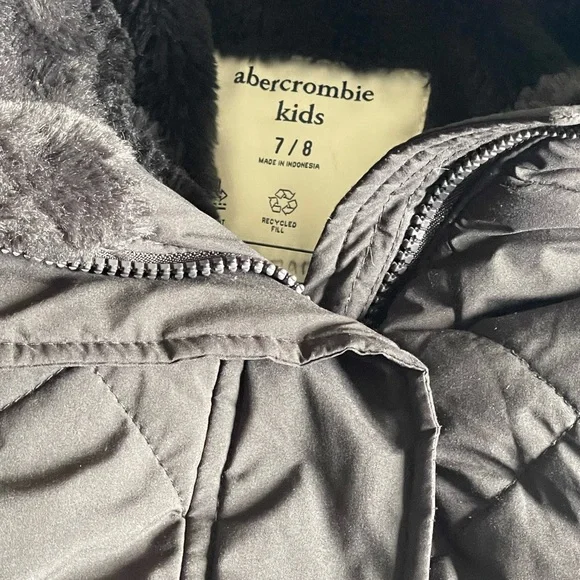 abercrombie
kids
7/8
MADE IN INDONESIA
RECYCLED
FILL